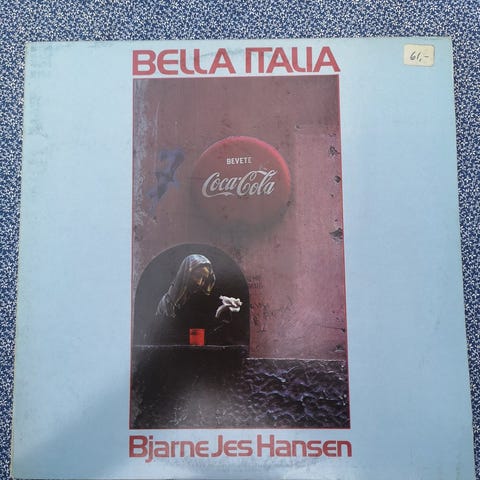 BELLA ITALIA
61,-
BEVETE
Coca-Cola
Bjarne Jes Hansen